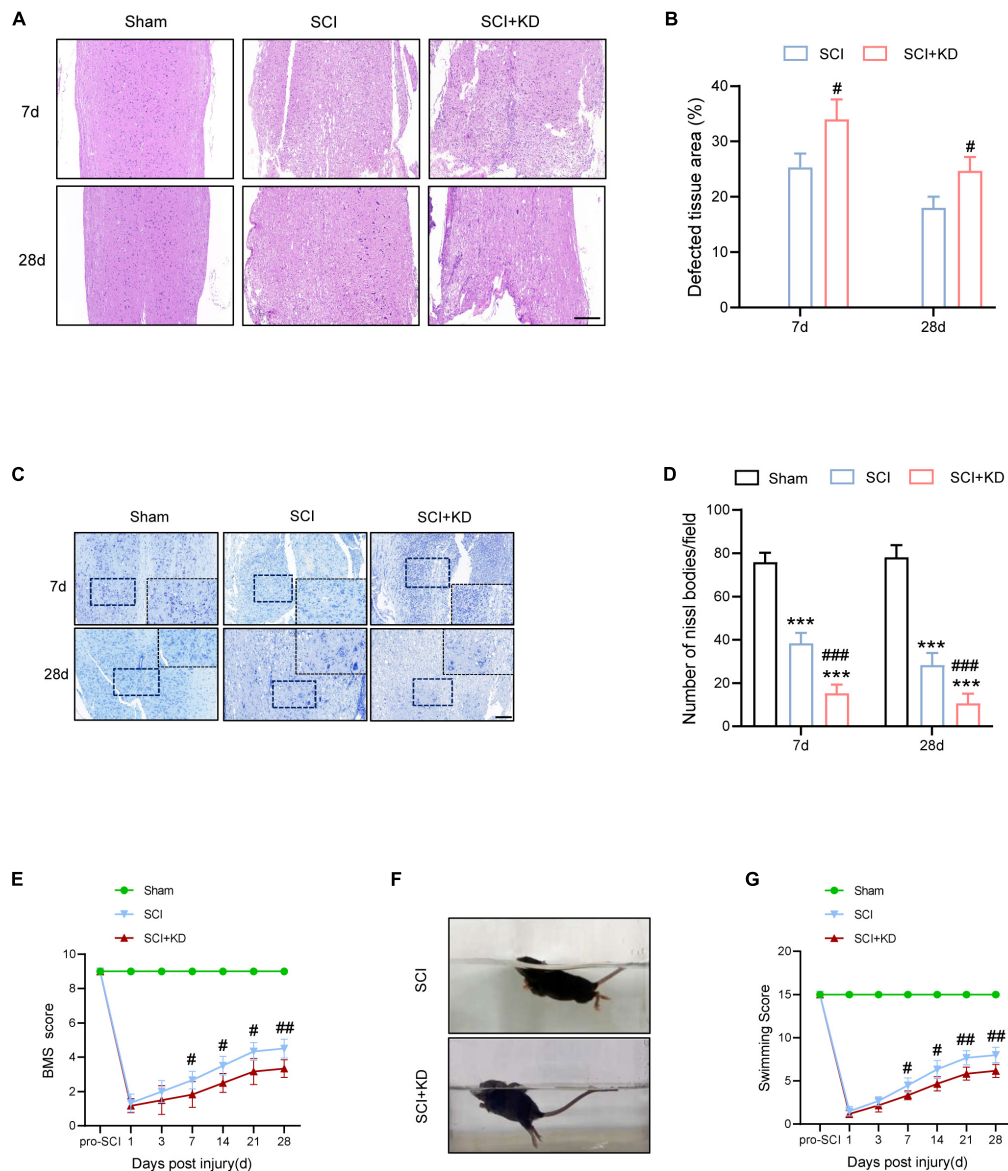 A
Sham SCI SCI+KD
7d
28d
B
SCI SCI+KD
Defected tissue area (%)
40
30
20
10
0
# #
7d 28d
C
Sham SCI SCI+KD
7d
28d
D
Sham SCI SCI+KD
Number of nissl bodies/field
100
80
60
40
20
0
*** ### *** *** ### ***
7d 28d
E
Sham
SCI
SCI+KD
BMS score
9
8
6
4
2
0
# # # ##
pro-SCI 1 3 7 14 21 28
Days post injury(d)
F
SCI
SCI+KD
G
Sham
SCI
SCI+KD
Swimming Score
20
15
10
5
0
# # ## ##
pro-SCI 1 3 7 14 21 28
Days post injury(d)